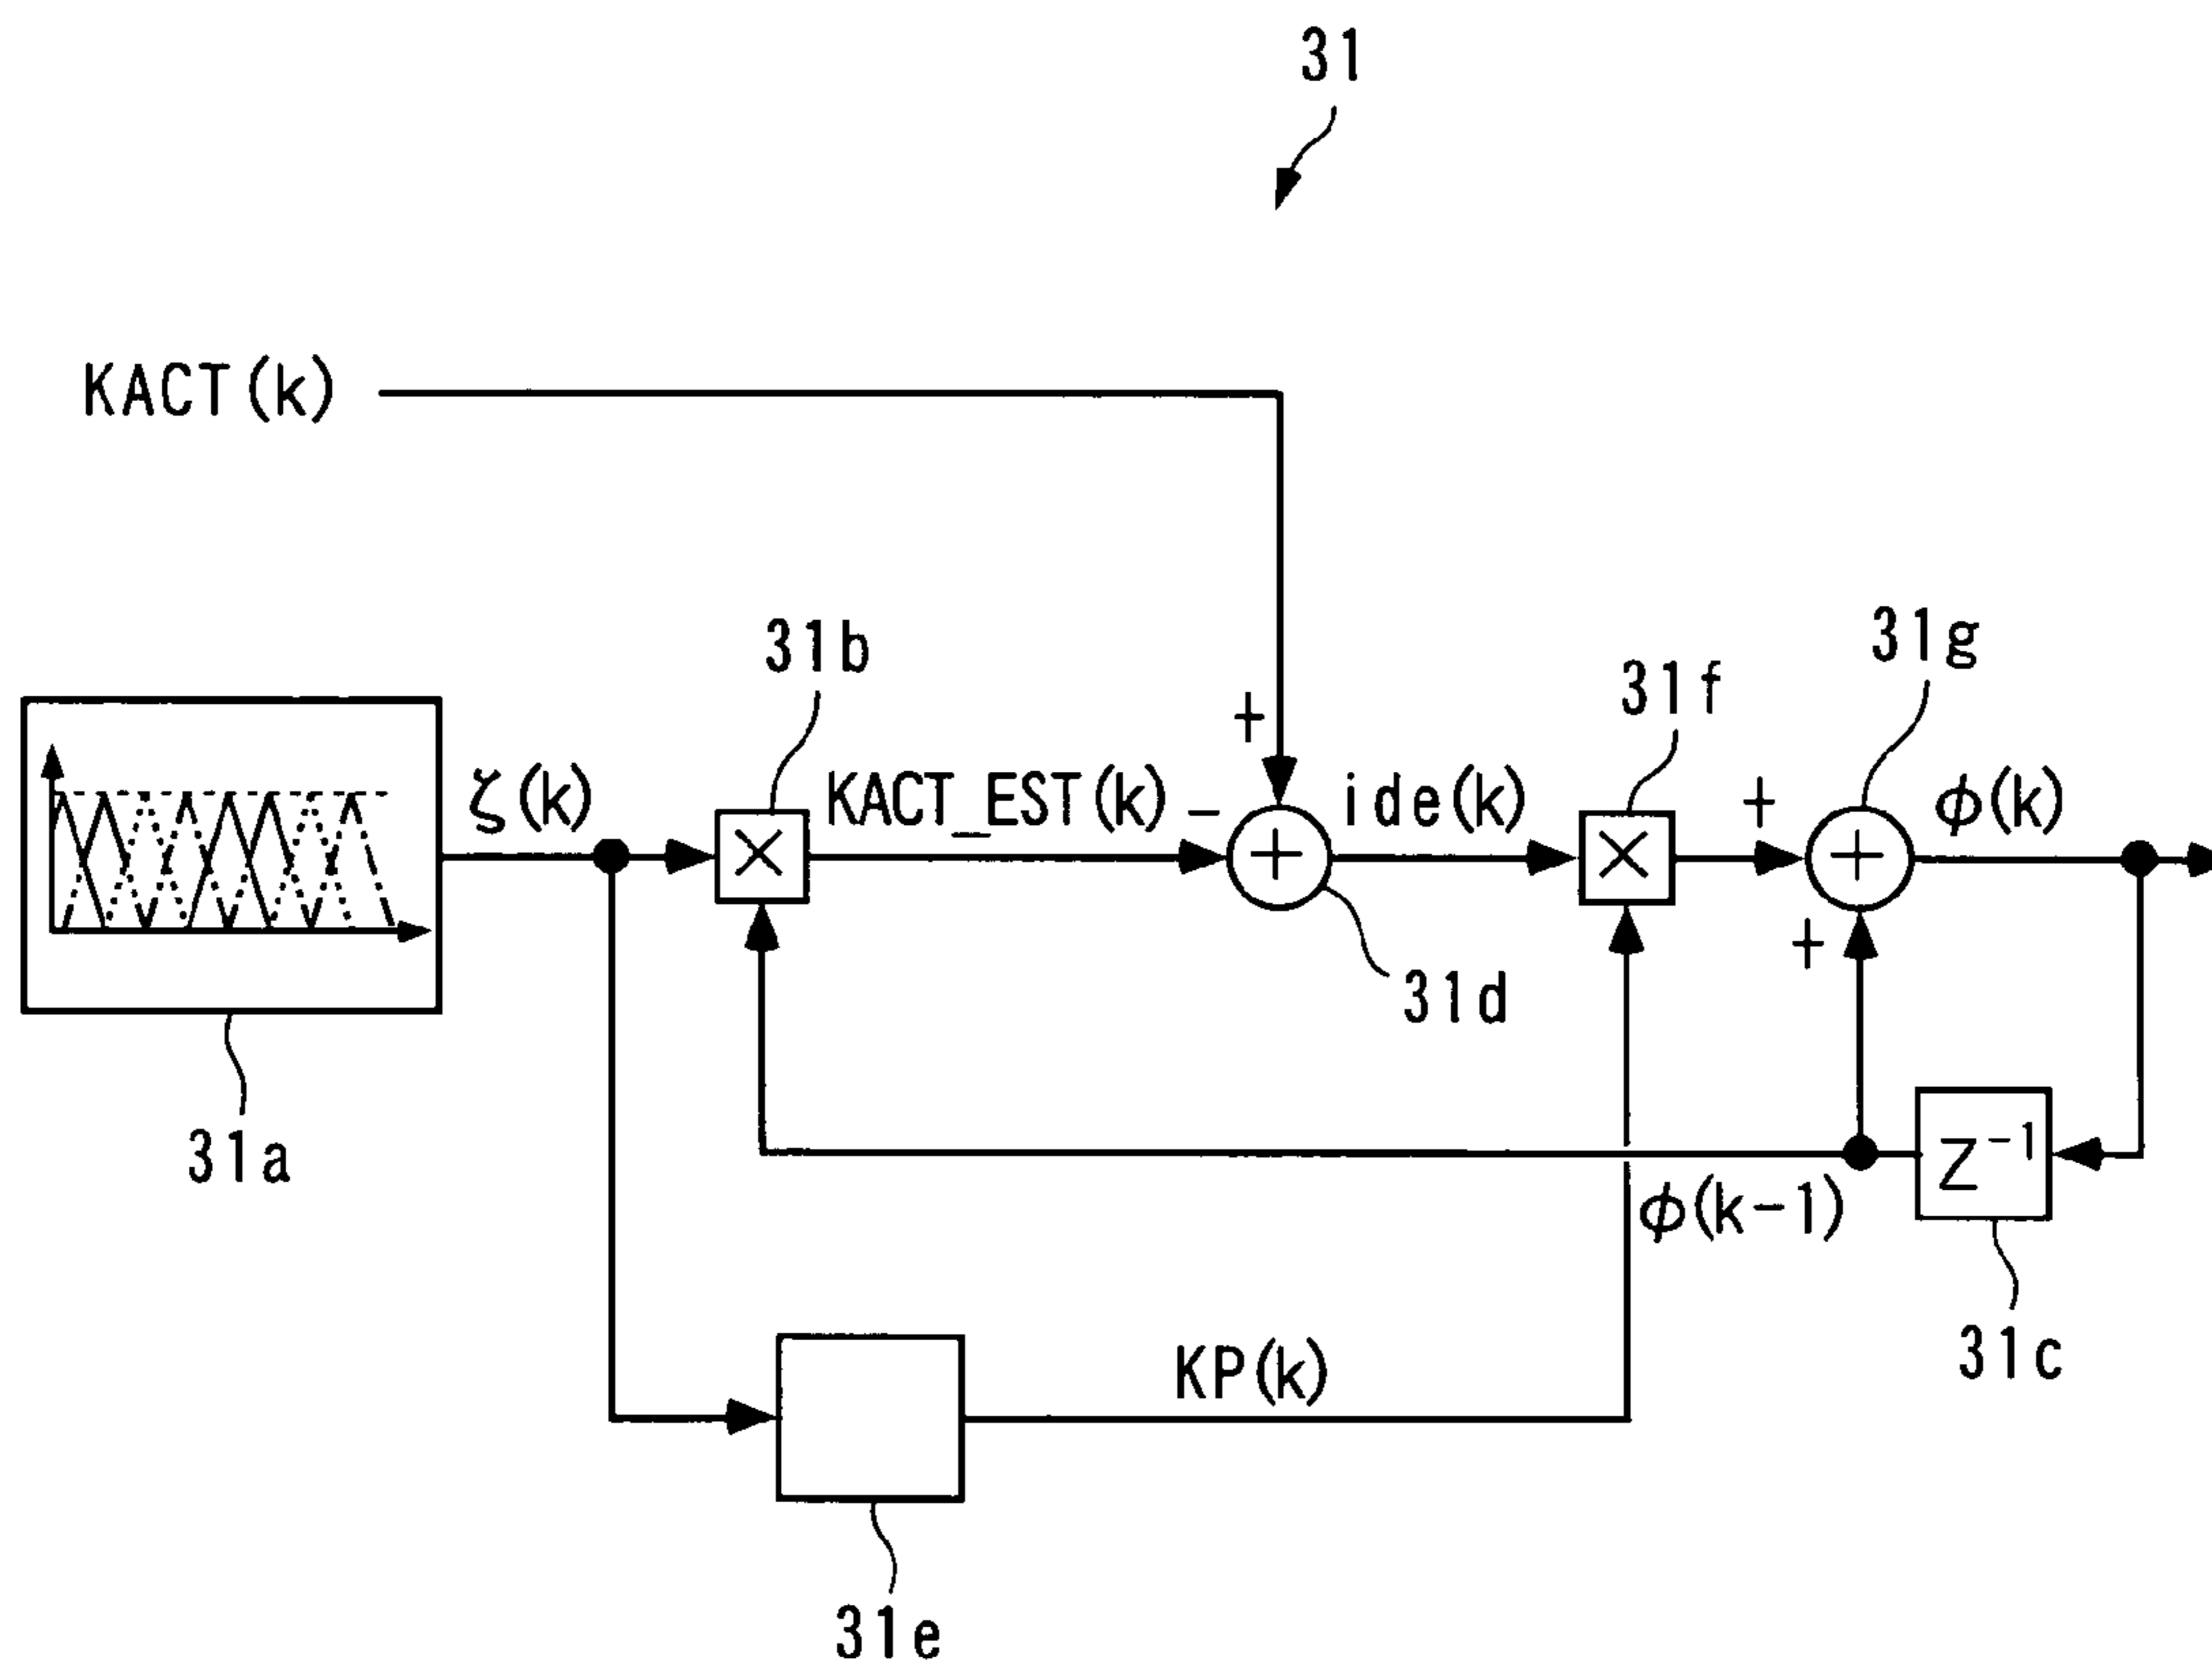 31
KACT(k)
31b
31g
31f
+
ζ(k)
×
KACT_EST(k)
−
+
ide(k)
×
+
+
ϕ(k)
+
31d
31a
Z⁻¹
ϕ(k-1)
31c
KP(k)
31e